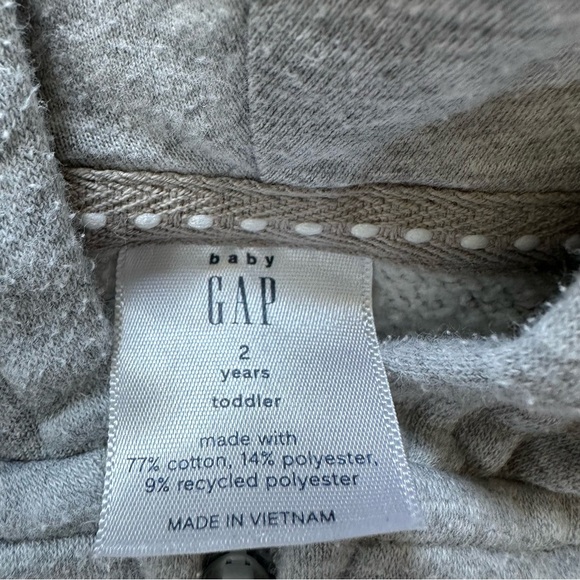 baby
GAP
2
years
toddler
made with
77% cotton, 14% polyester,
9% recycled polyester
MADE IN VIETNAM